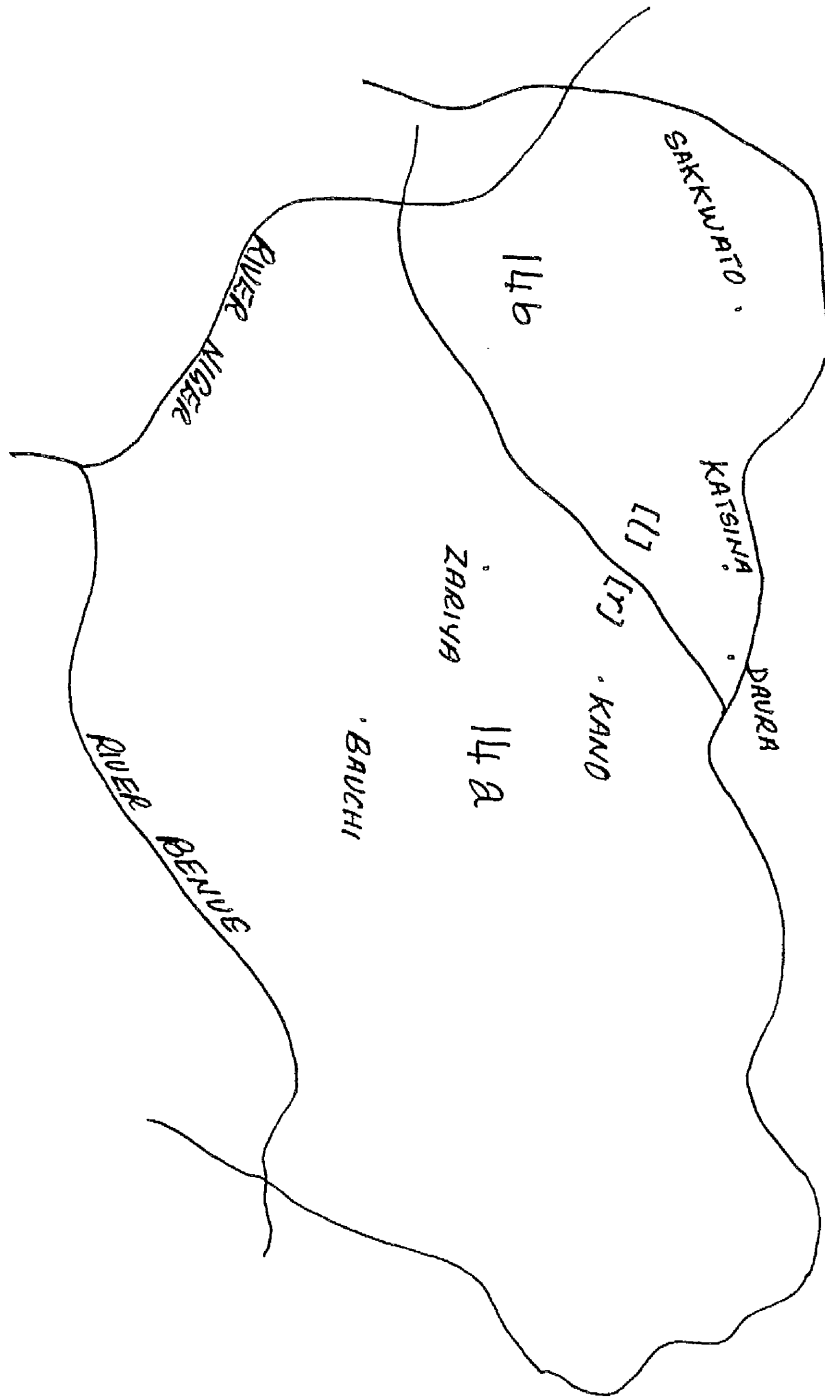 SAKKWATO
KATSINA
DAURA
[l]
[r]
14b
KANO
ZARIYA
14a
BAUCHI
RIVER NIGER
RIVER BENUE